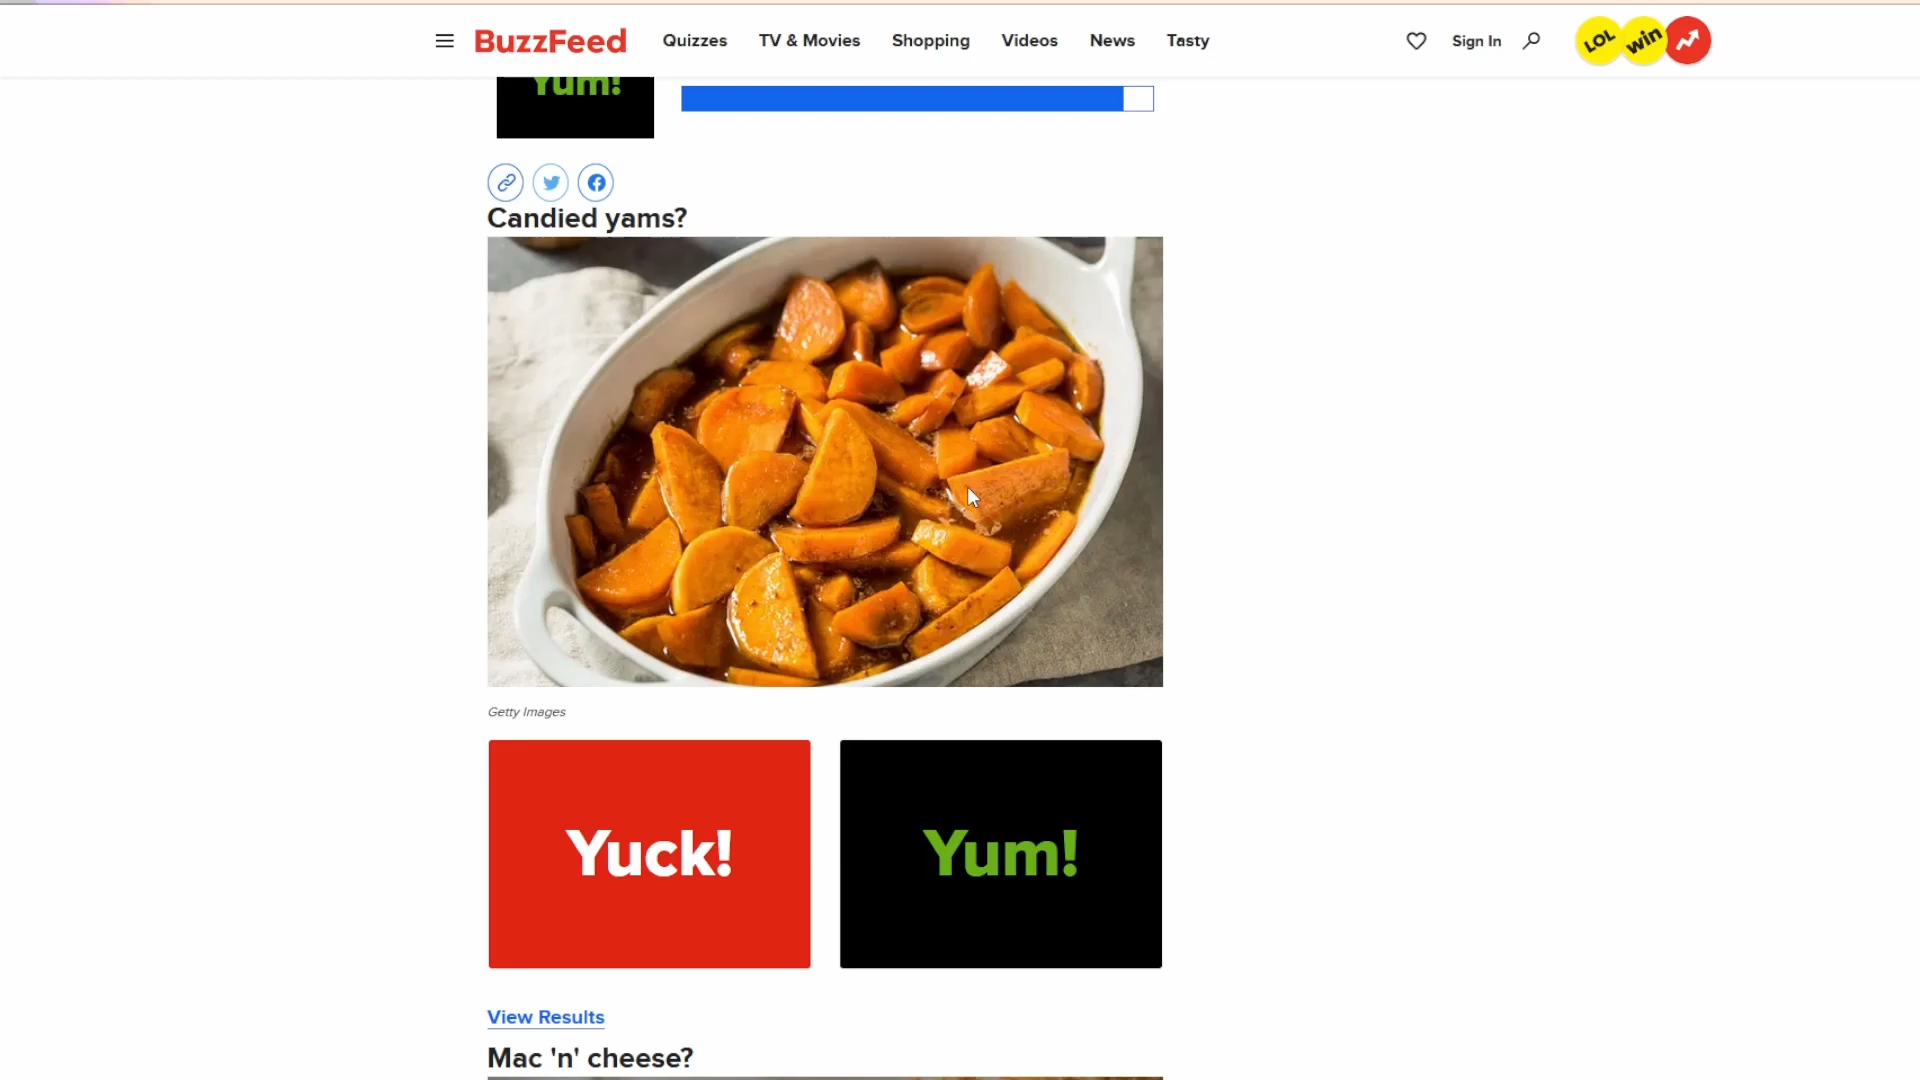 BuzzFeed
Quizzes
TV & Movies
Shopping
Videos
News
Tasty
Sign In
LOL
win
Yum!
Candied yams?
Getty Images
Yuck!
Yum!
View Results
Mac 'n' cheese?